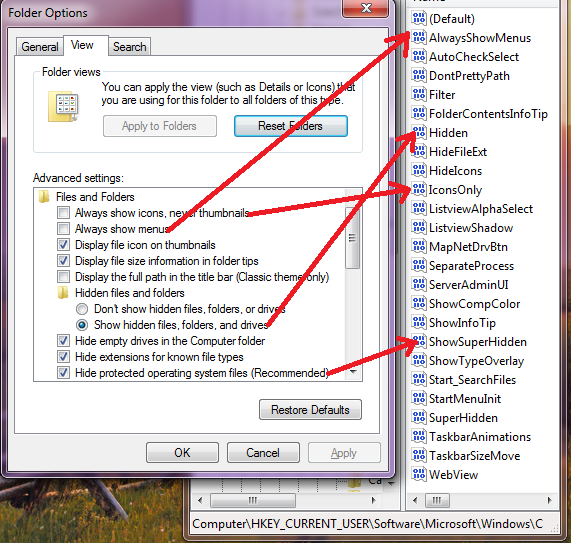 Folder Options
General
View
Search
Folder views
You can apply the view (such as Details or Icons) that
you are using for this folder to all folders of this type.
Apply to Folders
Reset Folders
Advanced settings:
Files and Folders
Always show icons, never thumbnails
Always show menus
Display file icon on thumbnails
Display file size information in folder tips
Display the full path in the title bar (Classic theme only)
Hidden files and folders
Don't show hidden files, folders, or drives
Show hidden files, folders, and drives
Hide empty drives in the Computer folder
Hide extensions for known file types
Hide protected operating system files (Recommended)
Restore Defaults
OK
Cancel
Apply
(Default)
AlwaysShowMenus
AutoCheckSelect
DontPrettyPath
Filter
FolderContentsInfoTip
Hidden
HideFileExt
HideIcons
IconsOnly
ListviewAlphaSelect
ListviewShadow
MapNetDrvBtn
SeparateProcess
ServerAdminUI
ShowCompColor
ShowInfoTip
ShowSuperHidden
ShowTypeOverlay
Start_SearchFiles
StartMenuInit
SuperHidden
TaskbarAnimations
TaskbarSizeMove
WebView
Ca
Computer\HKEY_CURRENT_USER\Software\Microsoft\Windows\C